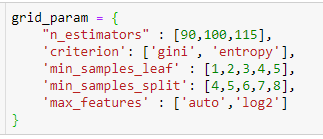 grid_param = {
    "n_estimators" : [90,100,115],
    'criterion': ['gini', 'entropy'],
    'min_samples_leaf' : [1,2,3,4,5],
    'min_samples_split': [4,5,6,7,8],
    'max_features' : ['auto','log2']
}